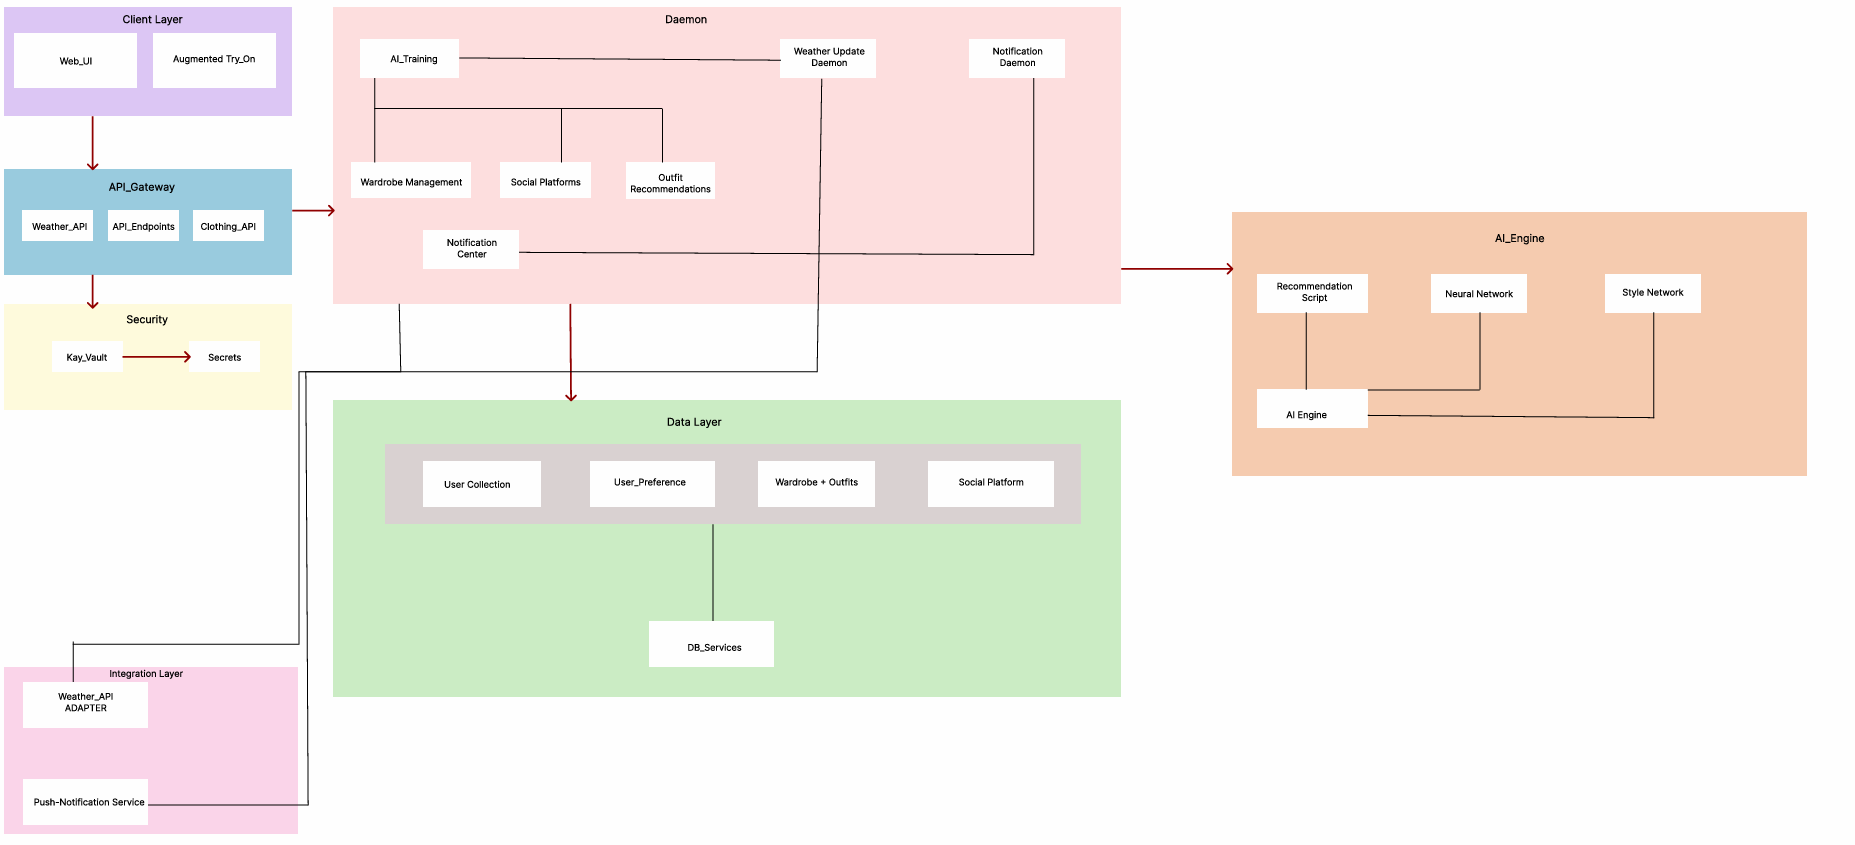 Client Layer
Web_UI
Augmented Try_On
API_Gateway
Weather_API
API_Endpoints
Clothing_API
Security
Kay_Vault
Secrets
Daemon
AI_Training
Weather Update
Daemon
Notification
Daemon
Wardrobe Management
Social Platforms
Outfit
Recommendations
Notification
Center
AI_Engine
Recommendation
Script
Neural Network
Style Network
AI Engine
Data Layer
User Collection
User_Preference
Wardrobe + Outfits
Social Platform
DB_Services
Integration Layer
Weather_API
ADAPTER
Push-Notification Service